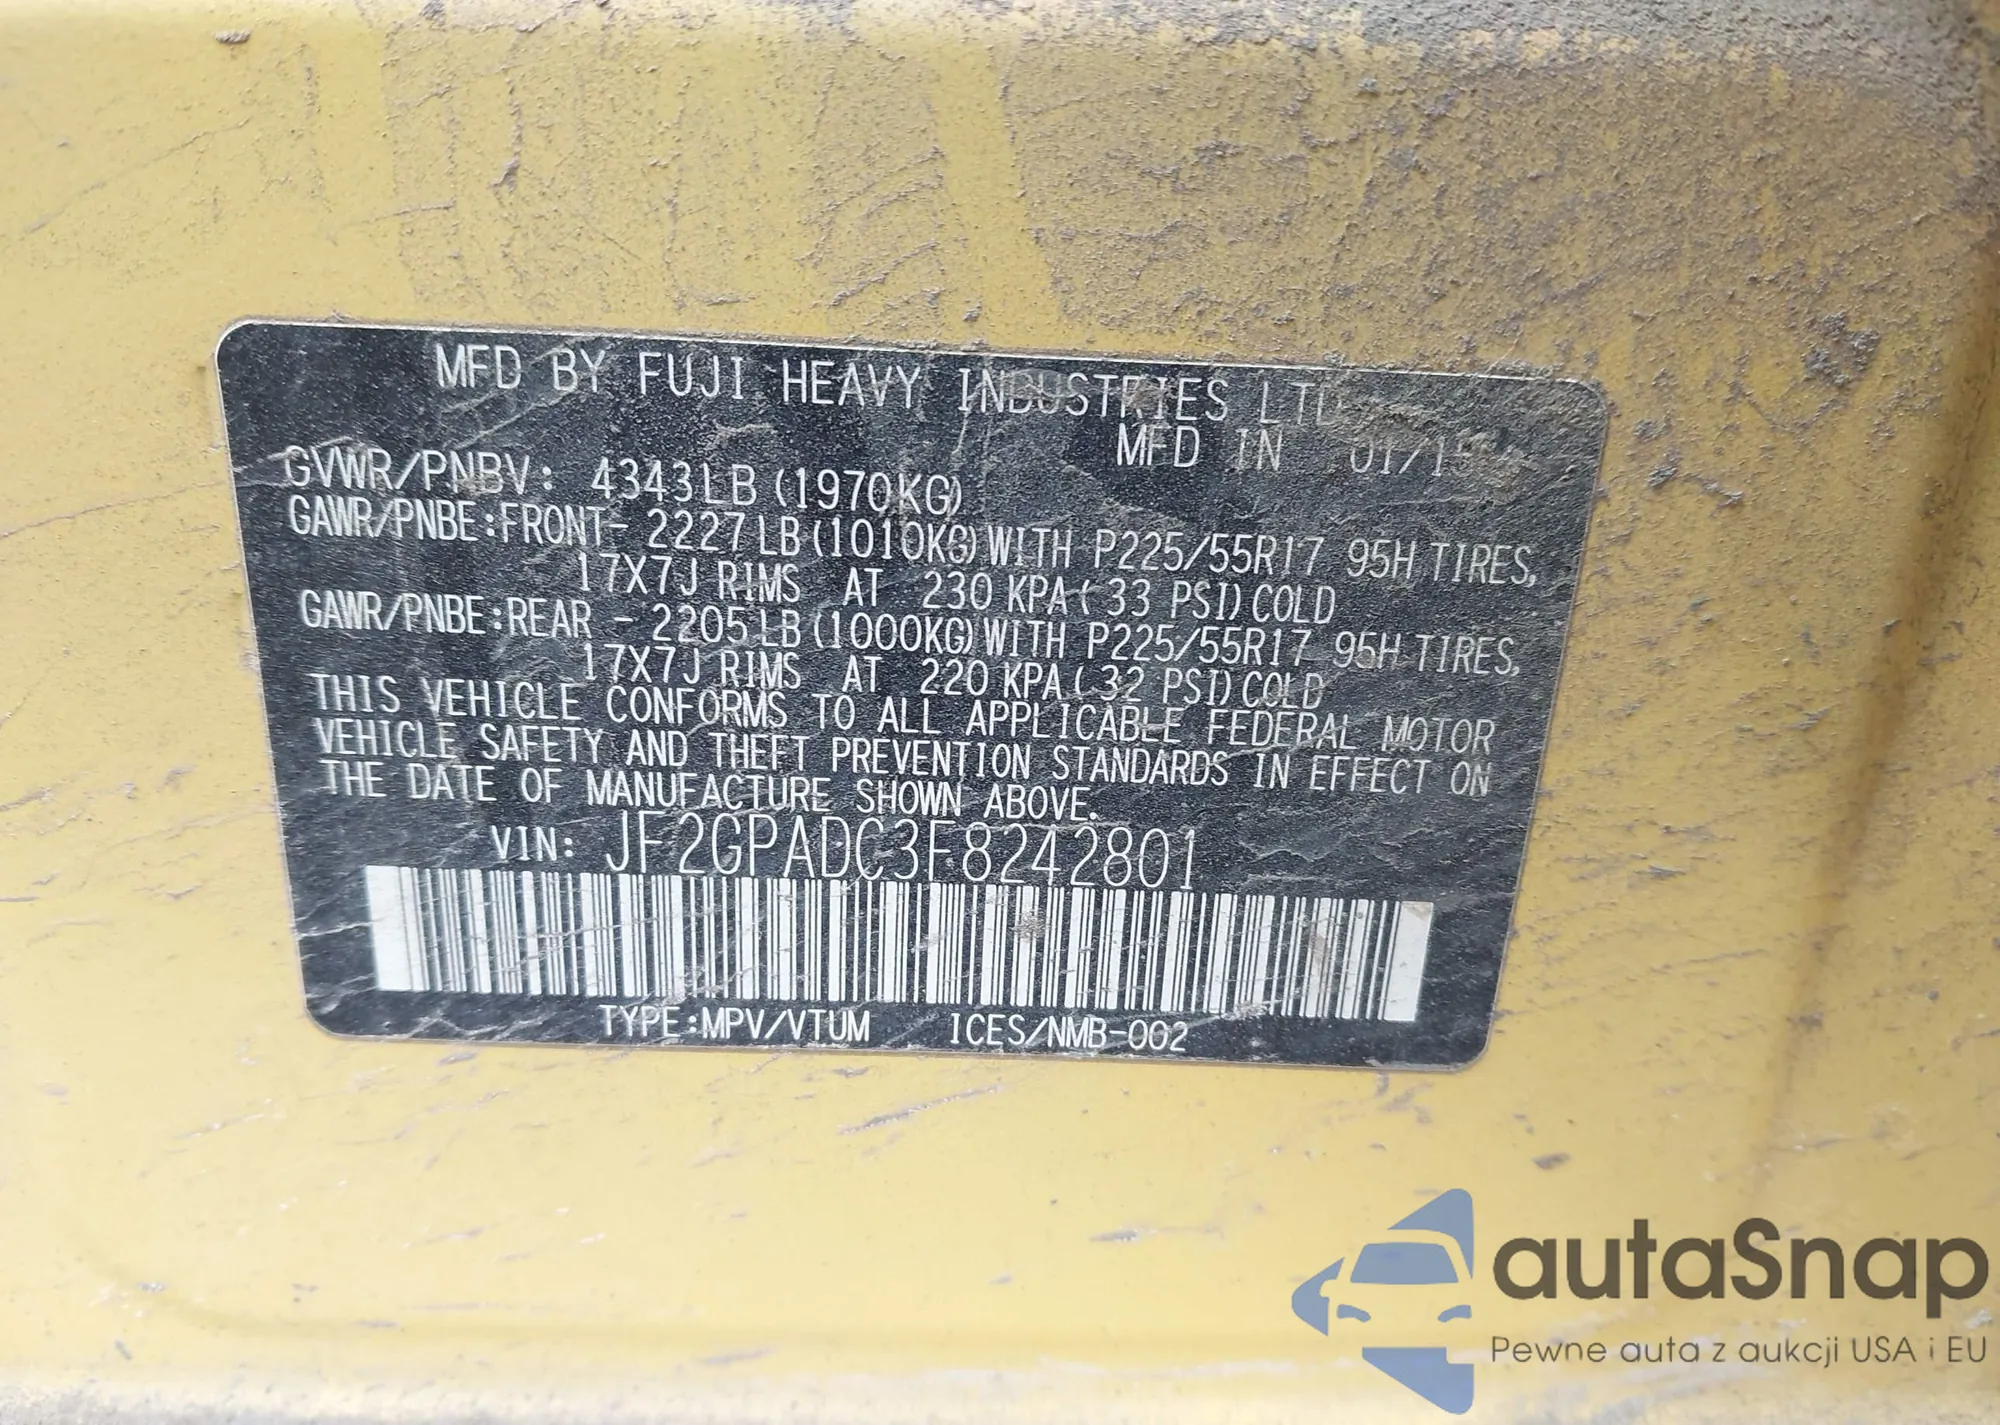 MFD BY FUJI HEAVY INDUSTRIES LTD
MFD IN 01/15
GVWR/PNBV: 4343LB(1970KG)
GAWR/PNBE:FRONT- 2227LB(1010KG)WITH P225/55R17 95H TIRES,
17X7J RIMS AT 230 KPA( 33 PSI)COLD
GAWR/PNBE:REAR - 2205LB(1000KG)WITH P225/55R17 95H TIRES,
17X7J RIMS AT 220 KPA( 32 PSI)COLD
THIS VEHICLE CONFORMS TO ALL APPLICABLE FEDERAL MOTOR
VEHICLE SAFETY AND THEFT PREVENTION STANDARDS IN EFFECT ON
THE DATE OF MANUFACTURE SHOWN ABOVE.
VIN: JF2GPADC3F8242801
TYPE:MPV/VTUM ICES/NMB-002
autaSnap
Pewne auta z aukcji USA i EU